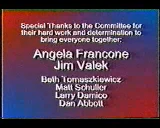 Special Thanks to the Committee for
their hard work and determination to
bring everyone together:
Angela Francone
Jim Valek
Beth Tomaszkiewicz
Matt Schuller
Larry Damico
Dan Abbott